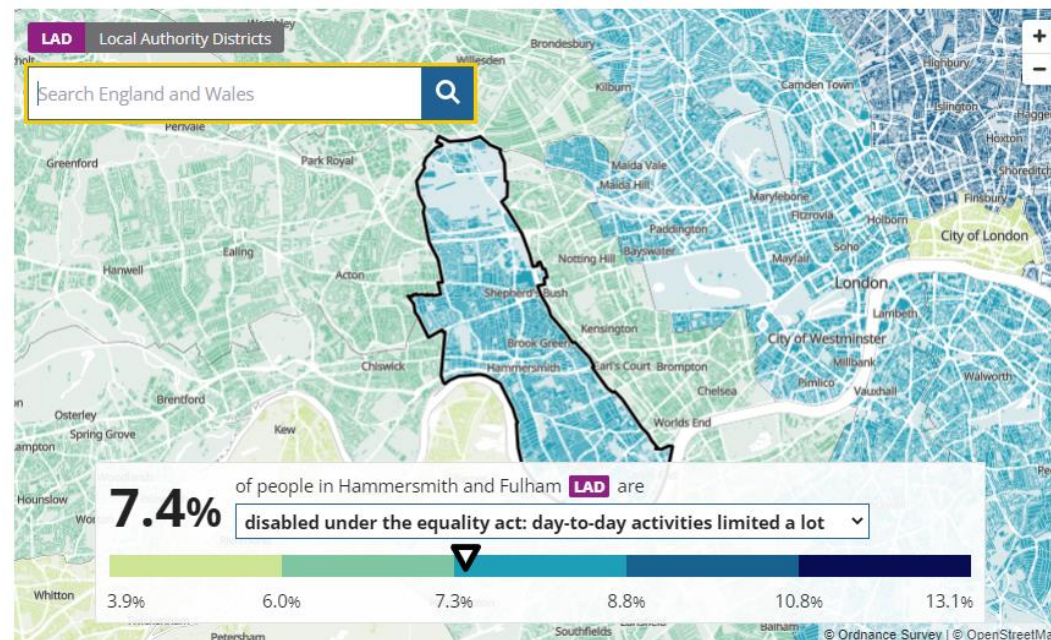 Wembley
LAD Local Authority Districts
Brondesbury
Willesden
Highbury
Search England and Wales
Kilburn
Camden Town
Islington
Perivale
Hoxton
Greenford
Park Royal
Maida Vale
Shoreditch
Maida Hill
Marylebone
Finsbury
Fitzrovia
Holborn
Paddington
City of London
Ealing
Bayswater
Soho
Notting Hill
Mayfair
Hanwell
Acton
London
Shepherd's Bush
Lambeth
Kensington
City of Westminster
Brook Green
Chiswick
Hammersmith
Earl's Court
Brompton
Millbank
Walworth
Pimlico
Vauxhall
Chelsea
Brentford
Osterley
Worlds End
Spring Grove
Kew
7.4%
of people in Hammersmith and Fulham LAD are
disabled under the equality act: day-to-day activities limited a lot
Hounslow
Whitton
3.9% 6.0% 7.3% 8.8% 10.8% 13.1%
Petersham
Southfields
Balham
© Ordnance Survey | © OpenStreetM
+
−